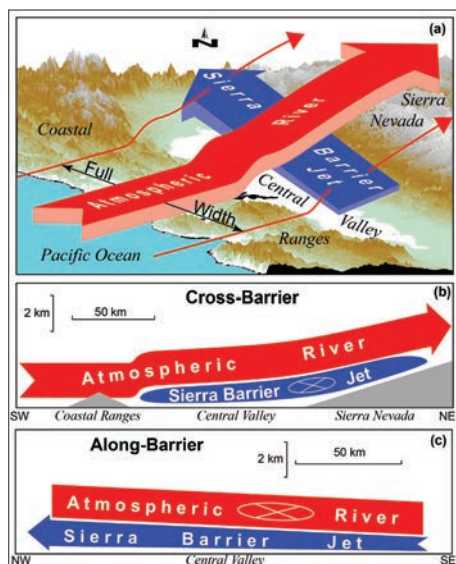 (a)
N
Sierra
Barrier
Jet
Atmospheric River
Sierra
Nevada
Coastal
Full
Width
Central
Valley
Ranges
Pacific Ocean
(b)
Cross-Barrier
2 km
50 km
Atmospheric River
Sierra Barrier Jet
SW Coastal Ranges Central Valley Sierra Nevada NE
(c)
Along-Barrier
2 km
50 km
Atmospheric River
Sierra Barrier Jet
NW Central Valley SE